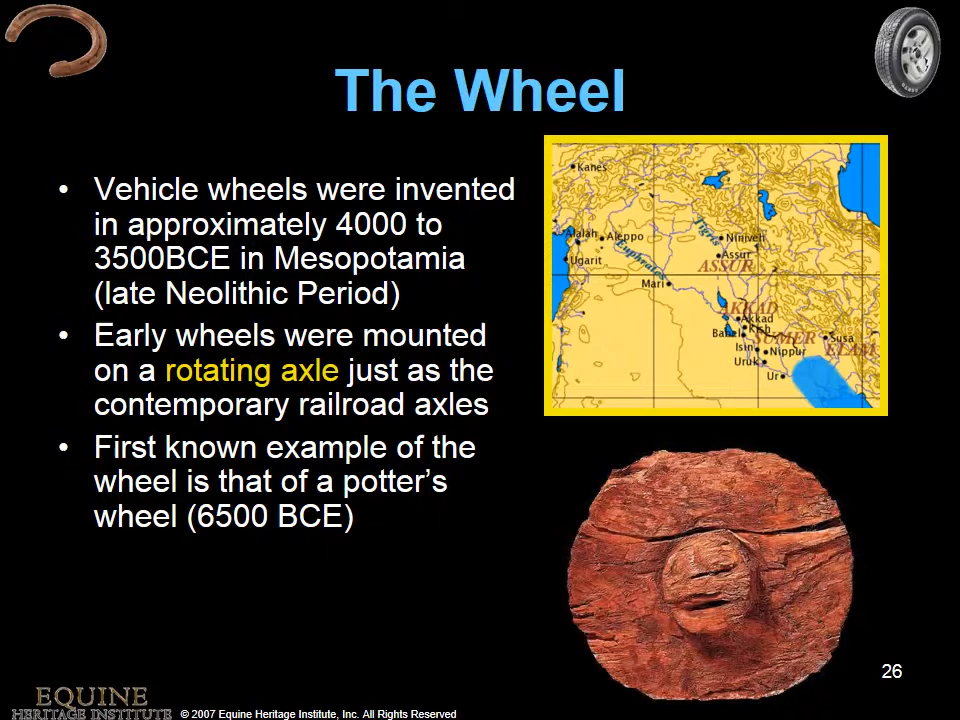 The Wheel
• Vehicle wheels were invented
in approximately 4000 to
3500BCE in Mesopotamia
(late Neolithic Period)
• Early wheels were mounted
on a rotating axle just as the
contemporary railroad axles
• First known example of the
wheel is that of a potter's
wheel (6500 BCE)
Kanes
Alalah
Aleppo
Ugarit
Euphrates
Tigris
Nineveh
Assur
ASSUR
Mari
AKKAD
Akkad
Kish
Babel
SUMER
Susa
ELAM
Isin
Nippur
Uruk
Ur
26
EQUINE
HERITAGE INSTITUTE
© 2007 Equine Heritage Institute, Inc. All Rights Reserved